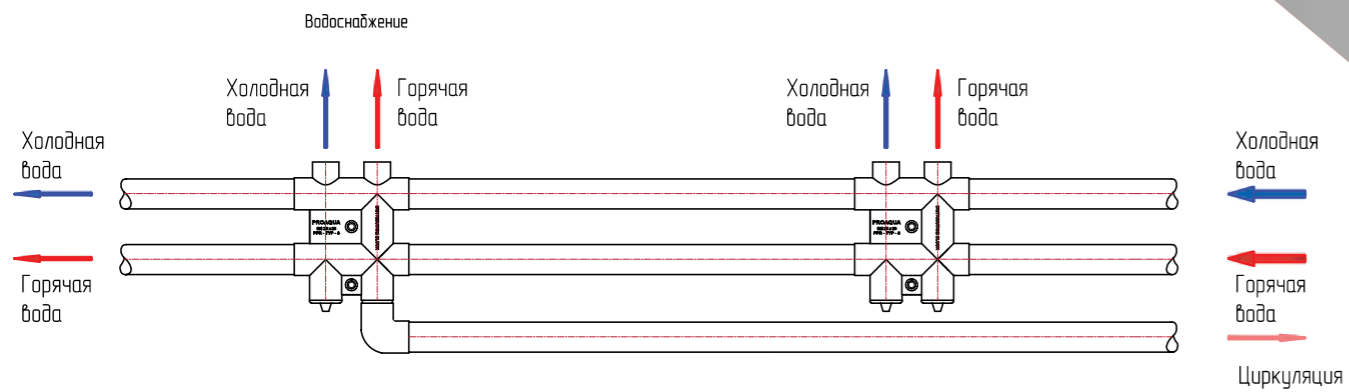 Водоснабжение
Холодная
вода
Горячая
вода
Холодная
вода
Горячая
вода
Холодная
вода
Холодная
вода
PROAQUA
PROAQUA
Горячая
вода
Горячая
вода
Циркуляция